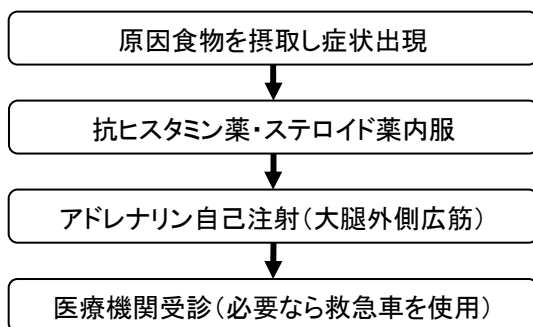 原因食物を摂取し症状出現
抗ヒスタミン薬・ステロイド薬内服
アドレナリン自己注射(大腿外側広筋)
医療機関受診(必要なら救急車を使用)